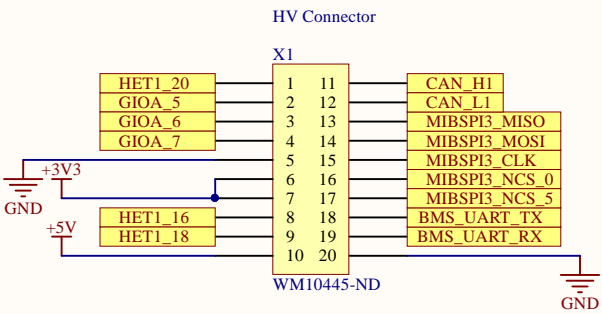 HV Connector
X1
HET1_20 1 11 CAN_H1
GIOA_5 2 12 CAN_L1
GIOA_6 3 13 MIBSPI3_MISO
GIOA_7 4 14 MIBSPI3_MOSI
5 15 MIBSPI3_CLK
+3V3 6 16 MIBSPI3_NCS_0
GND 7 17 MIBSPI3_NCS_5
HET1_16 8 18 BMS_UART_TX
+5V HET1_18 9 19 BMS_UART_RX
10 20
WM10445-ND
GND